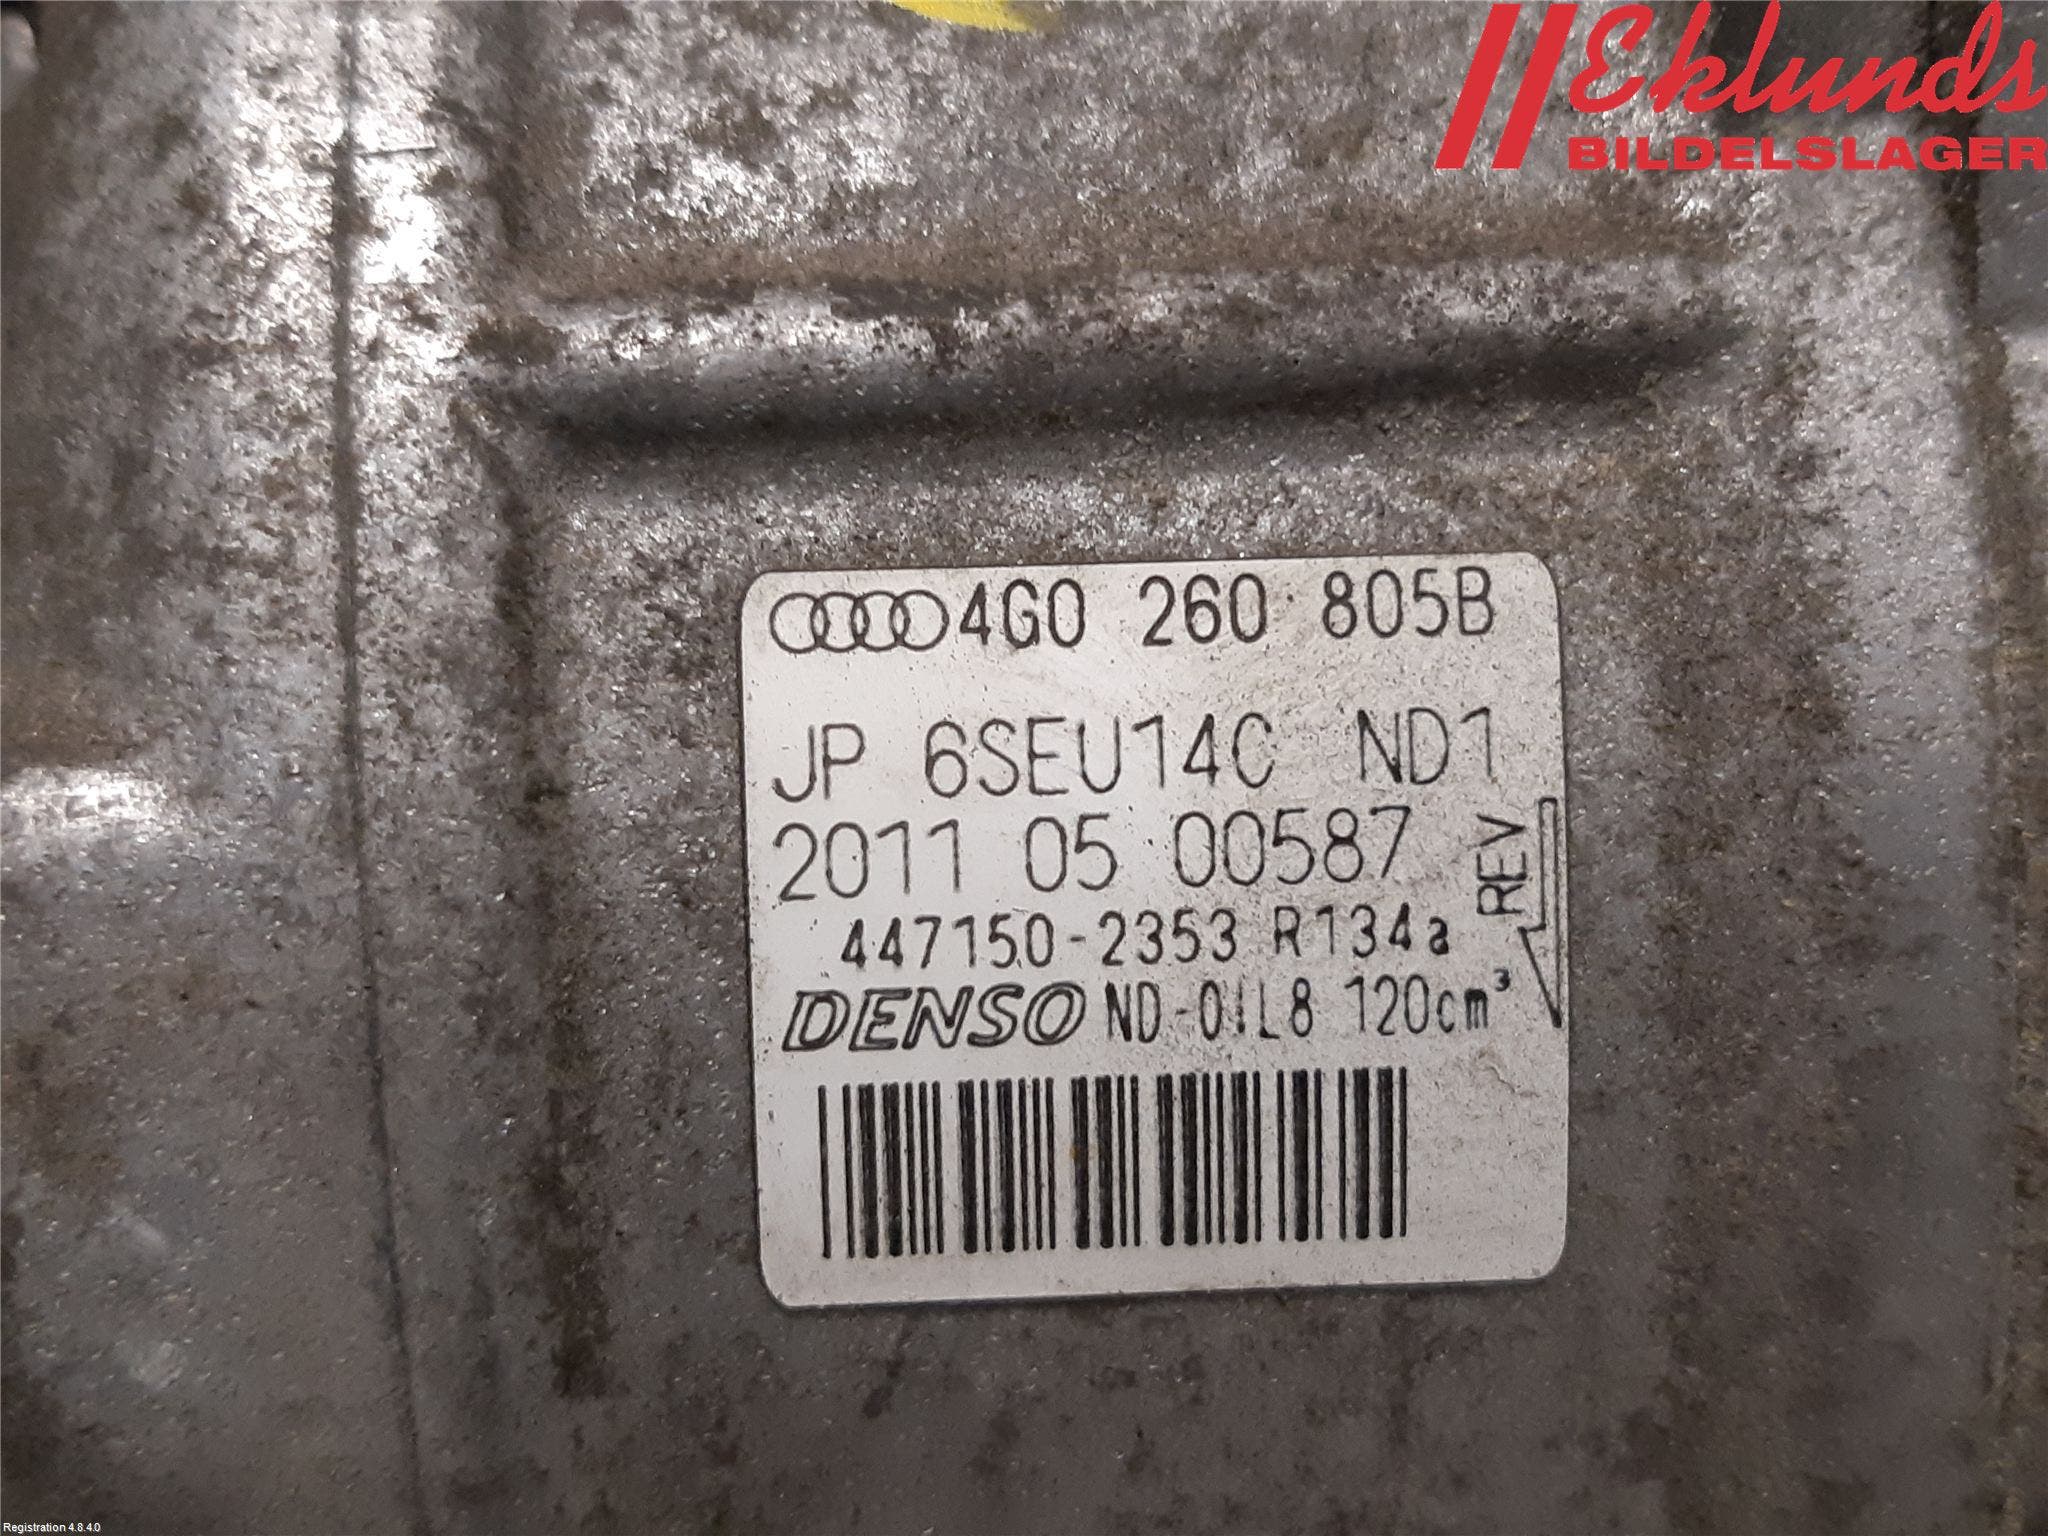 Eklunds
BILDELSLAGER
4G0 260 805B
JP 6SEU14C ND1
2011 05 00587
REV
447150-2353 R134a
DENSO ND-OIL8 120cm³
Registration 4.8.4.0